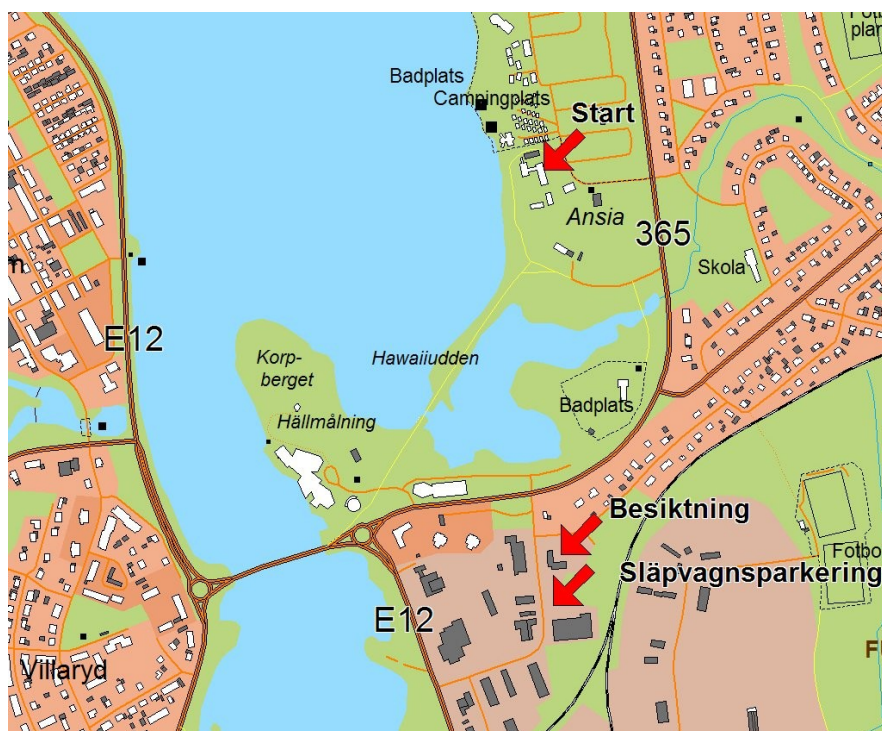 Badplats
Campingplats
Start
Ansia
365
Skola
E12
Korp-
berget
Hawaiiudden
Hällmålning
Badplats
Besiktning
Släpvagnsparkering
E12
Villaryd